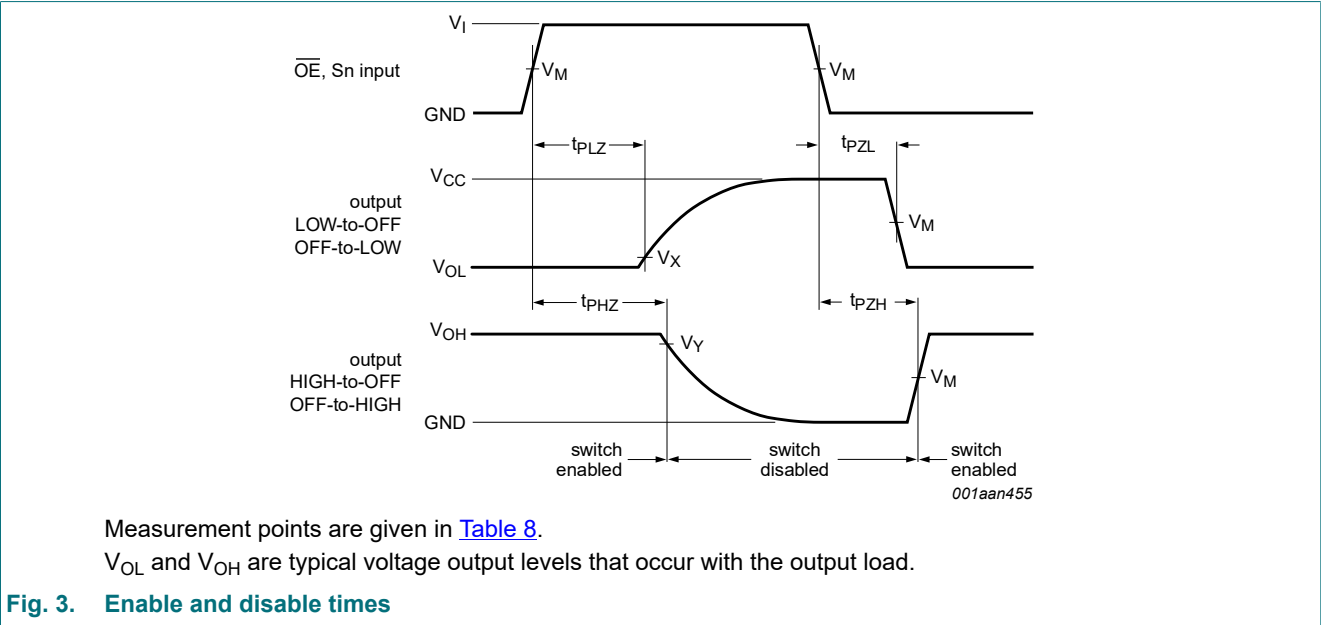 V_I
OE, Sn input
V_M
V_M
GND
t_PLZ
t_PZL
V_CC
output
LOW-to-OFF
OFF-to-LOW
V_M
V_X
V_OL
t_PHZ
t_PZH
V_OH
V_Y
output
HIGH-to-OFF
OFF-to-HIGH
V_M
GND
switch
enabled
switch
disabled
switch
enabled
001aan455
Measurement points are given in Table 8.
V_OL and V_OH are typical voltage output levels that occur with the output load.
Fig. 3. Enable and disable times